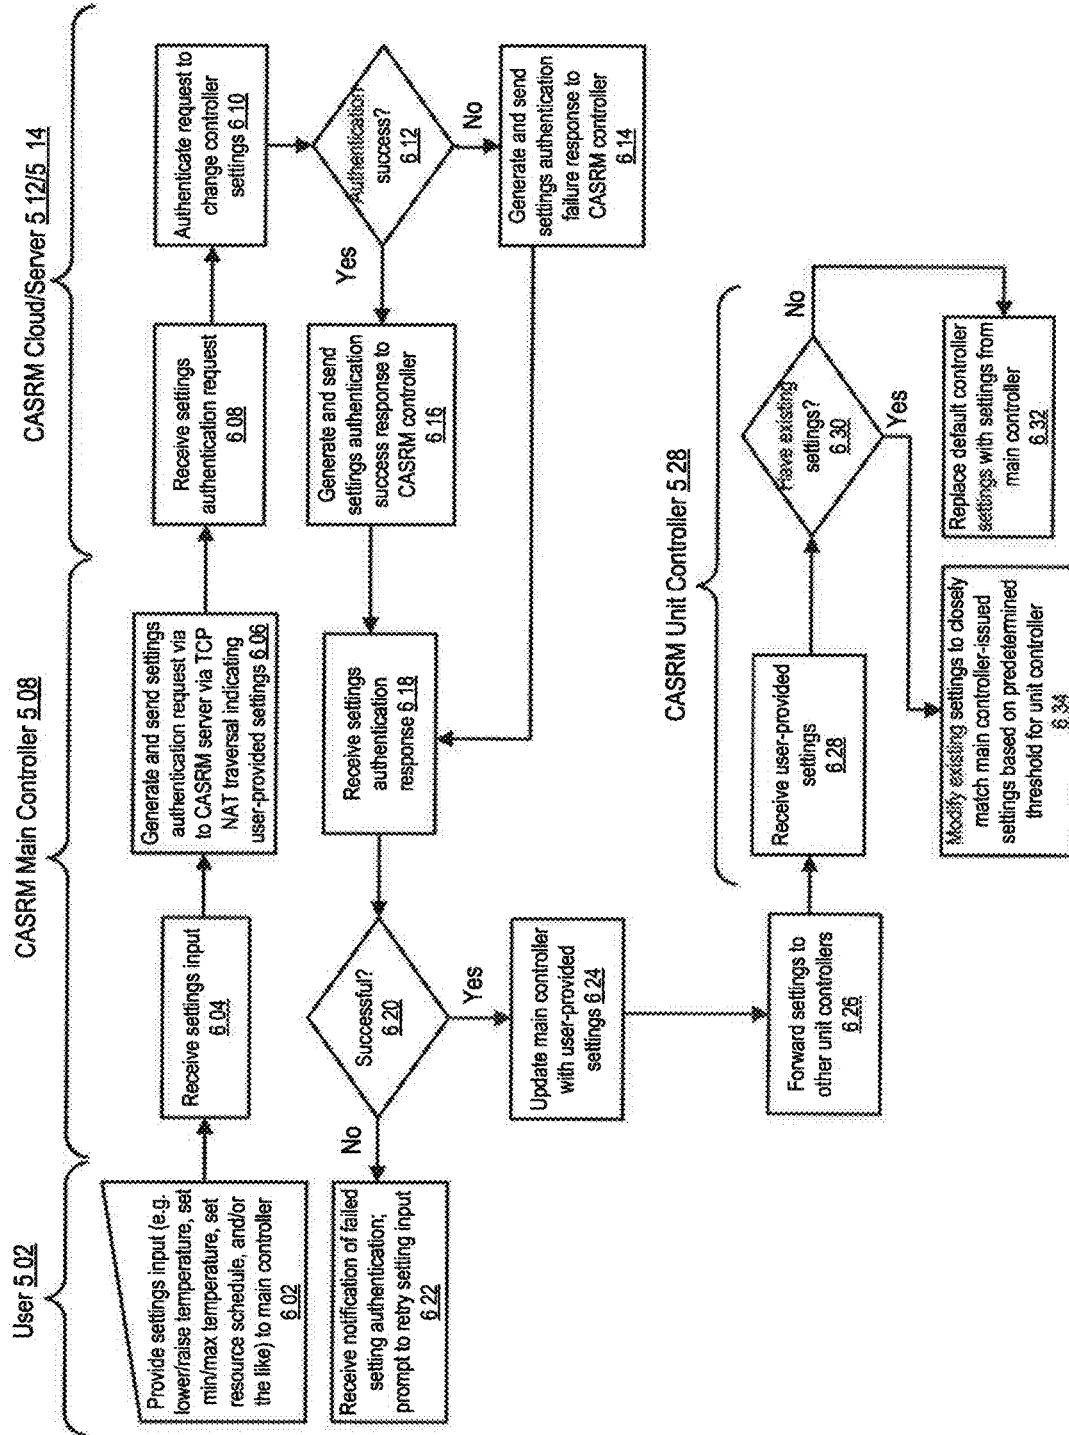 User 5 02
CASRM Main Controller 5 08
CASRM Cloud/Server 5 12/5 14
Provide settings input (e.g.
lower/raise temperature, set
min/max temperature, set
resource schedule, and/or
the like) to main controller
6 02
Receive settings input
6 04
Generate and send settings
authentication request via
to CASRM server via TCP
NAT traversal indicating
user-provided settings 6 06
Receive settings
authentication request
6 08
Authenticate request to
change controller
settings 6 10
Authentication
success?
6 12
Yes
No
Generate and send
settings authentication
failure response to
CASRM controller
6 14
Generate and send
settings authentication
success response to
CASRM controller
6 16
Receive settings
authentication
response 6 18
Successful?
6 20
No
Yes
Receive notification of failed
setting authentication;
prompt to retry setting input
6 22
Update main controller
with user-provided
settings 6 24
Forward settings to
other unit controllers
6 26
CASRM Unit Controller 5 28
Receive user-provided
settings
6 28
Have existing
settings?
6 30
No
Yes
Replace default controller
settings with settings from
main controller
6 32
Modify existing settings to closely
match main controller-issued
settings based on predetermined
threshold for unit controller
6 34